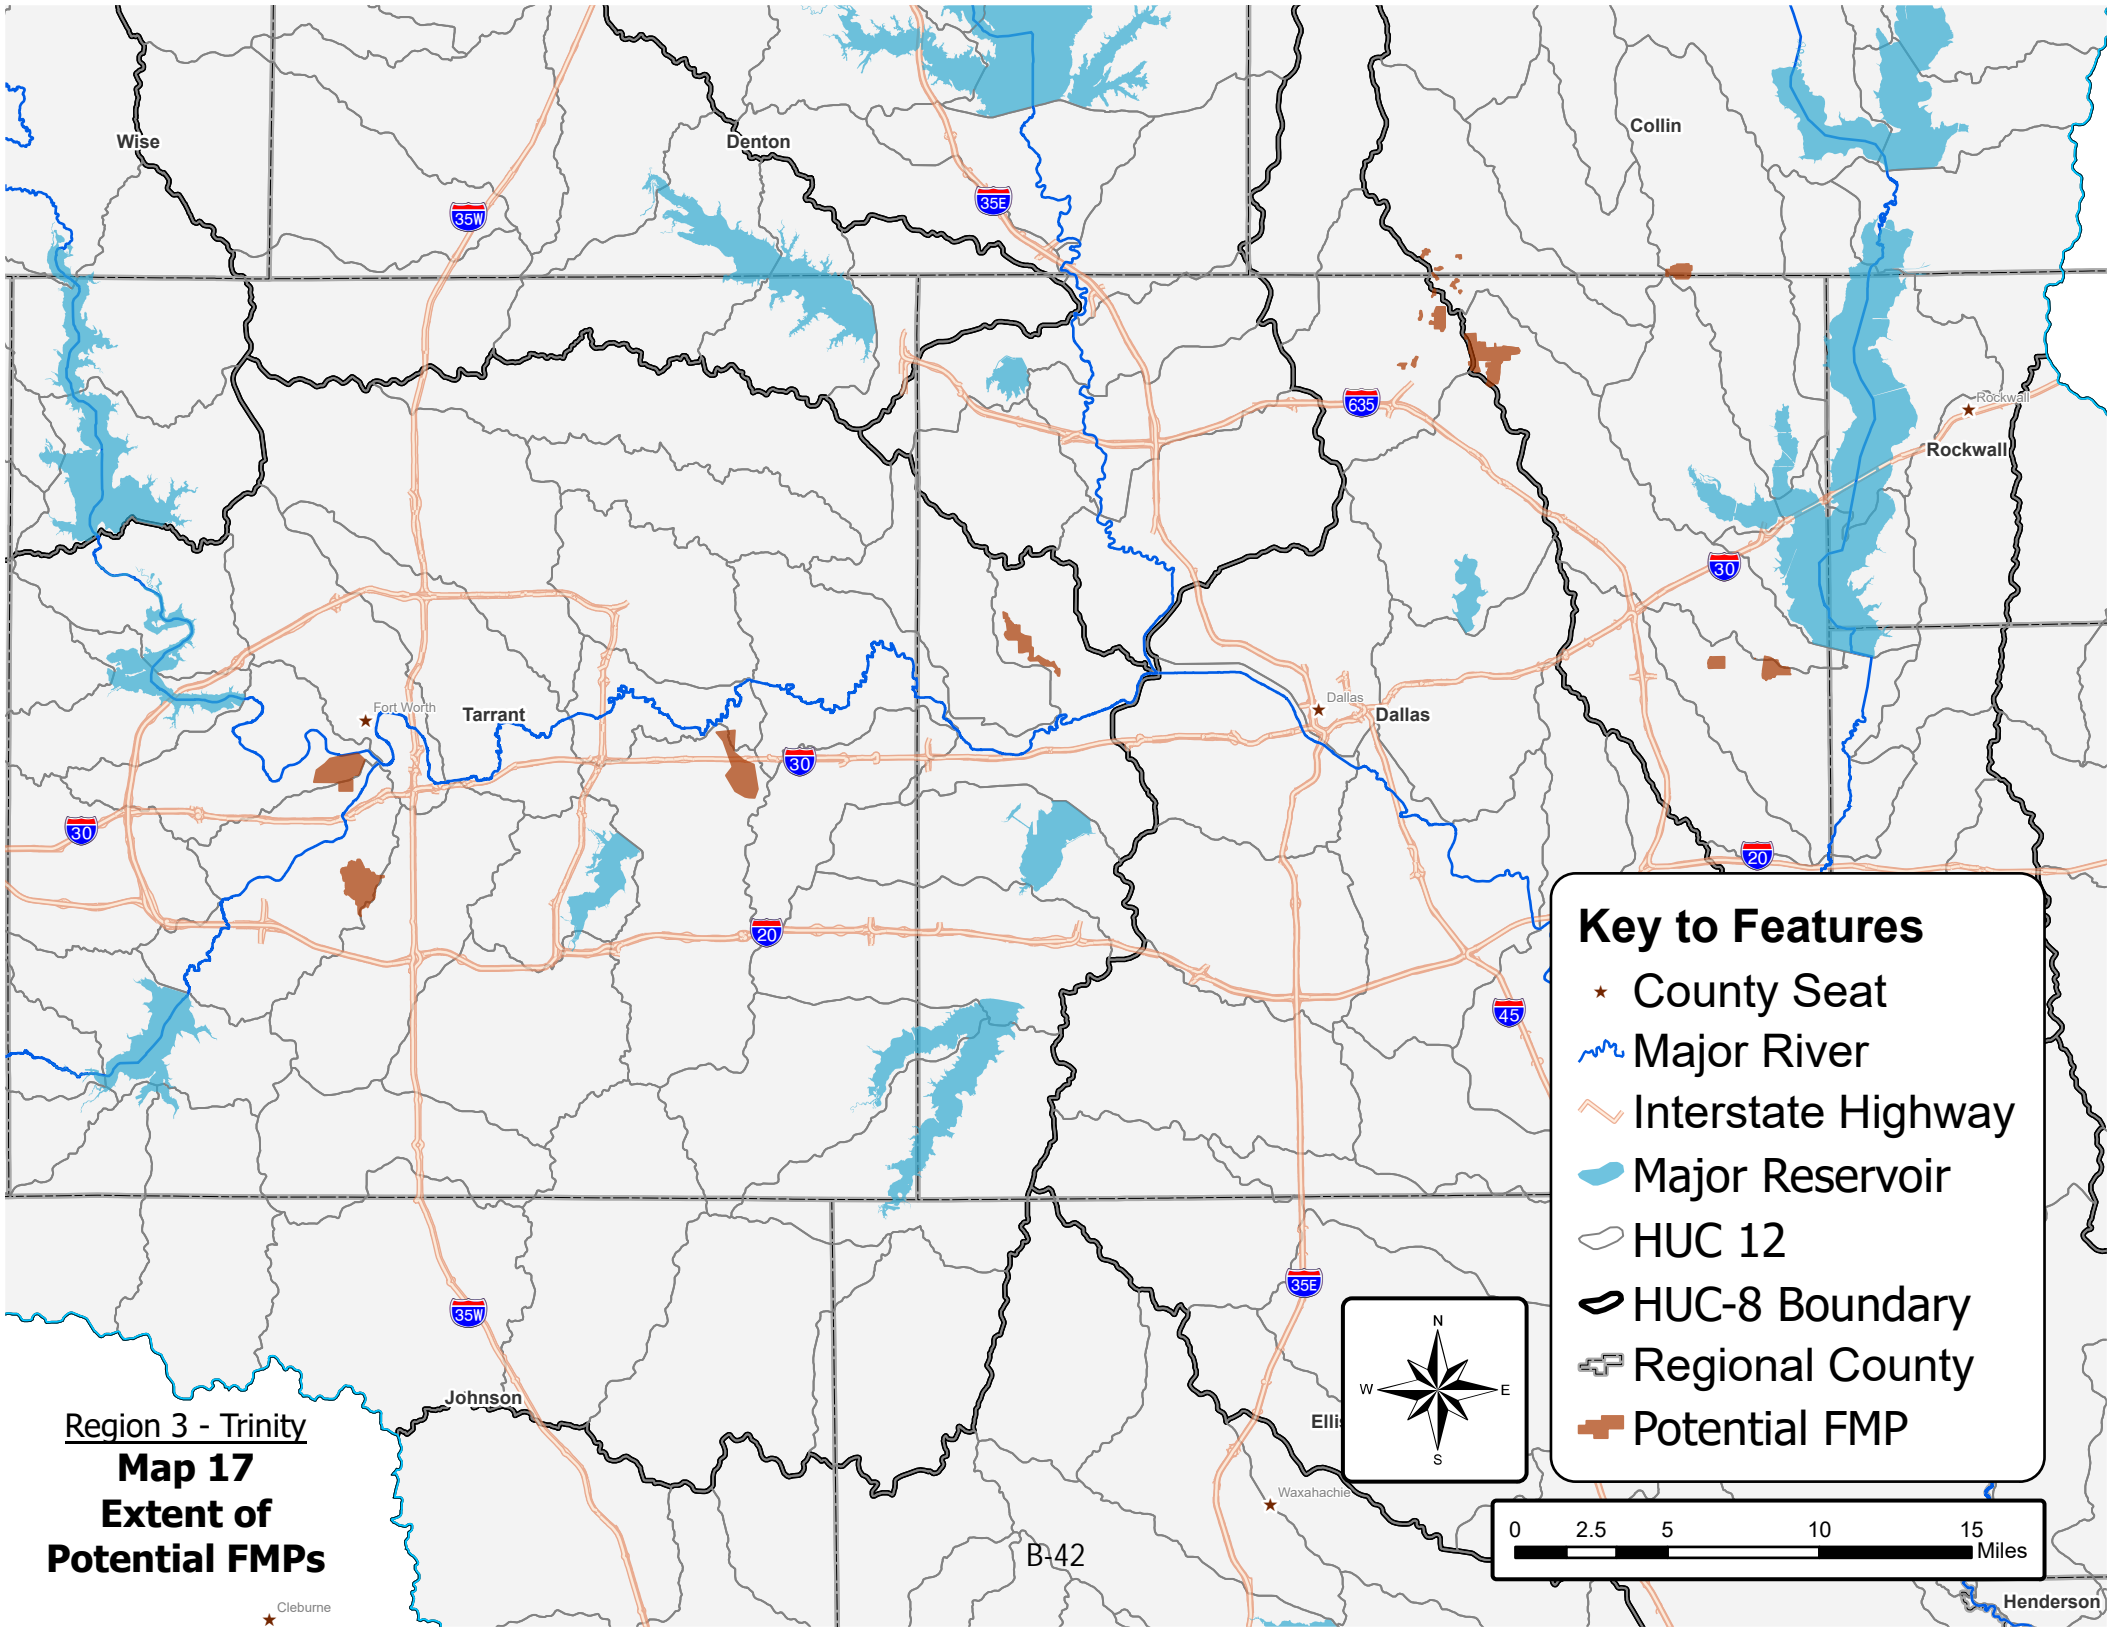 Wise
Denton
Collin
35W
35E
635
Rockwall
Rockwall
30
Fort Worth
Tarrant
Dallas
Dallas
30
30
20
20
45
Key to Features
County Seat
Major River
Interstate Highway
Major Reservoir
HUC 12
HUC-8 Boundary
Regional County
Potential FMP
35W
35E
N
W
E
S
Johnson
Ellis
Region 3 - Trinity
Map 17
Extent of
Potential FMPs
Waxahachie
B-42
0 2.5 5 10 15
Miles
Cleburne
Henderson